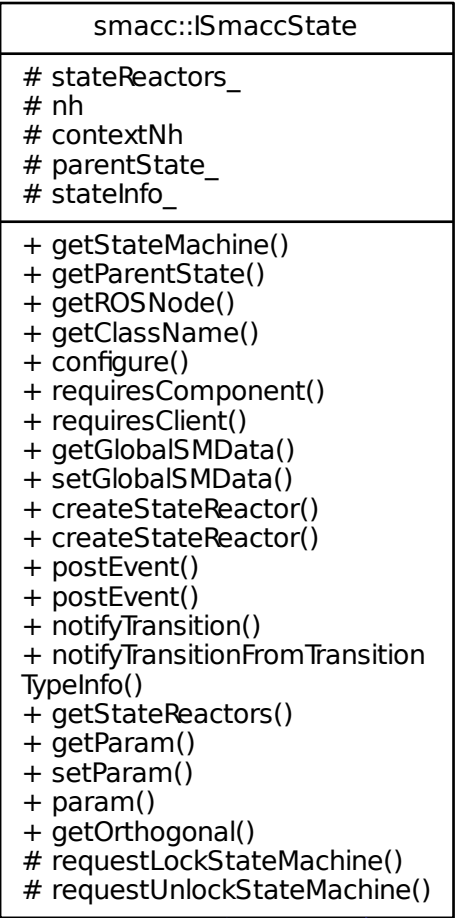 smacc::ISmaccState
# stateReactors_
# nh
# contextNh
# parentState_
# stateInfo_
+ getStateMachine()
+ getParentState()
+ getROSNode()
+ getClassName()
+ configure()
+ requiresComponent()
+ requiresClient()
+ getGlobalSMData()
+ setGlobalSMData()
+ createStateReactor()
+ createStateReactor()
+ postEvent()
+ postEvent()
+ notifyTransition()
+ notifyTransitionFromTransition
TypeInfo()
+ getStateReactors()
+ getParam()
+ setParam()
+ param()
+ getOrthogonal()
# requestLockStateMachine()
# requestUnlockStateMachine()